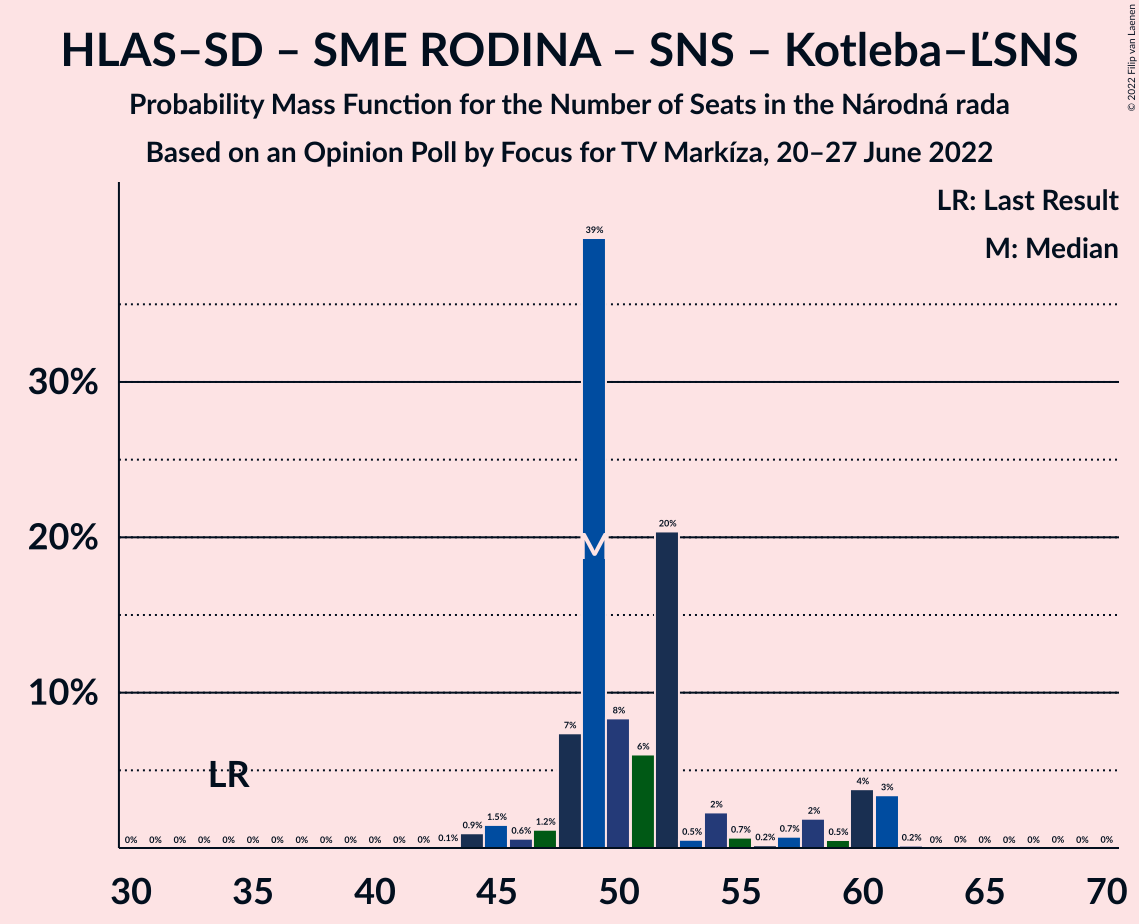 HLAS–SD – SME RODINA – SNS – Kotleba–ĽSNS
Probability Mass Function for the Number of Seats in the Národná rada
Based on an Opinion Poll by Focus for TV Markíza, 20–27 June 2022
© 2022 Filip van Laenen
LR: Last Result
M: Median
39%
30%
20%
20%
M
10%
7% 8% 6%
LR
0% 0% 0% 0% 0% 0% 0% 0% 0% 0% 0% 0% 0% 0.1% 0.9% 1.5% 0.6% 1.2% 0.5% 2% 0.7% 0.2% 0.7% 2% 0.5% 4% 3% 0.2% 0% 0% 0% 0% 0% 0% 0% 0%
30 35 40 45 50 55 60 65 70